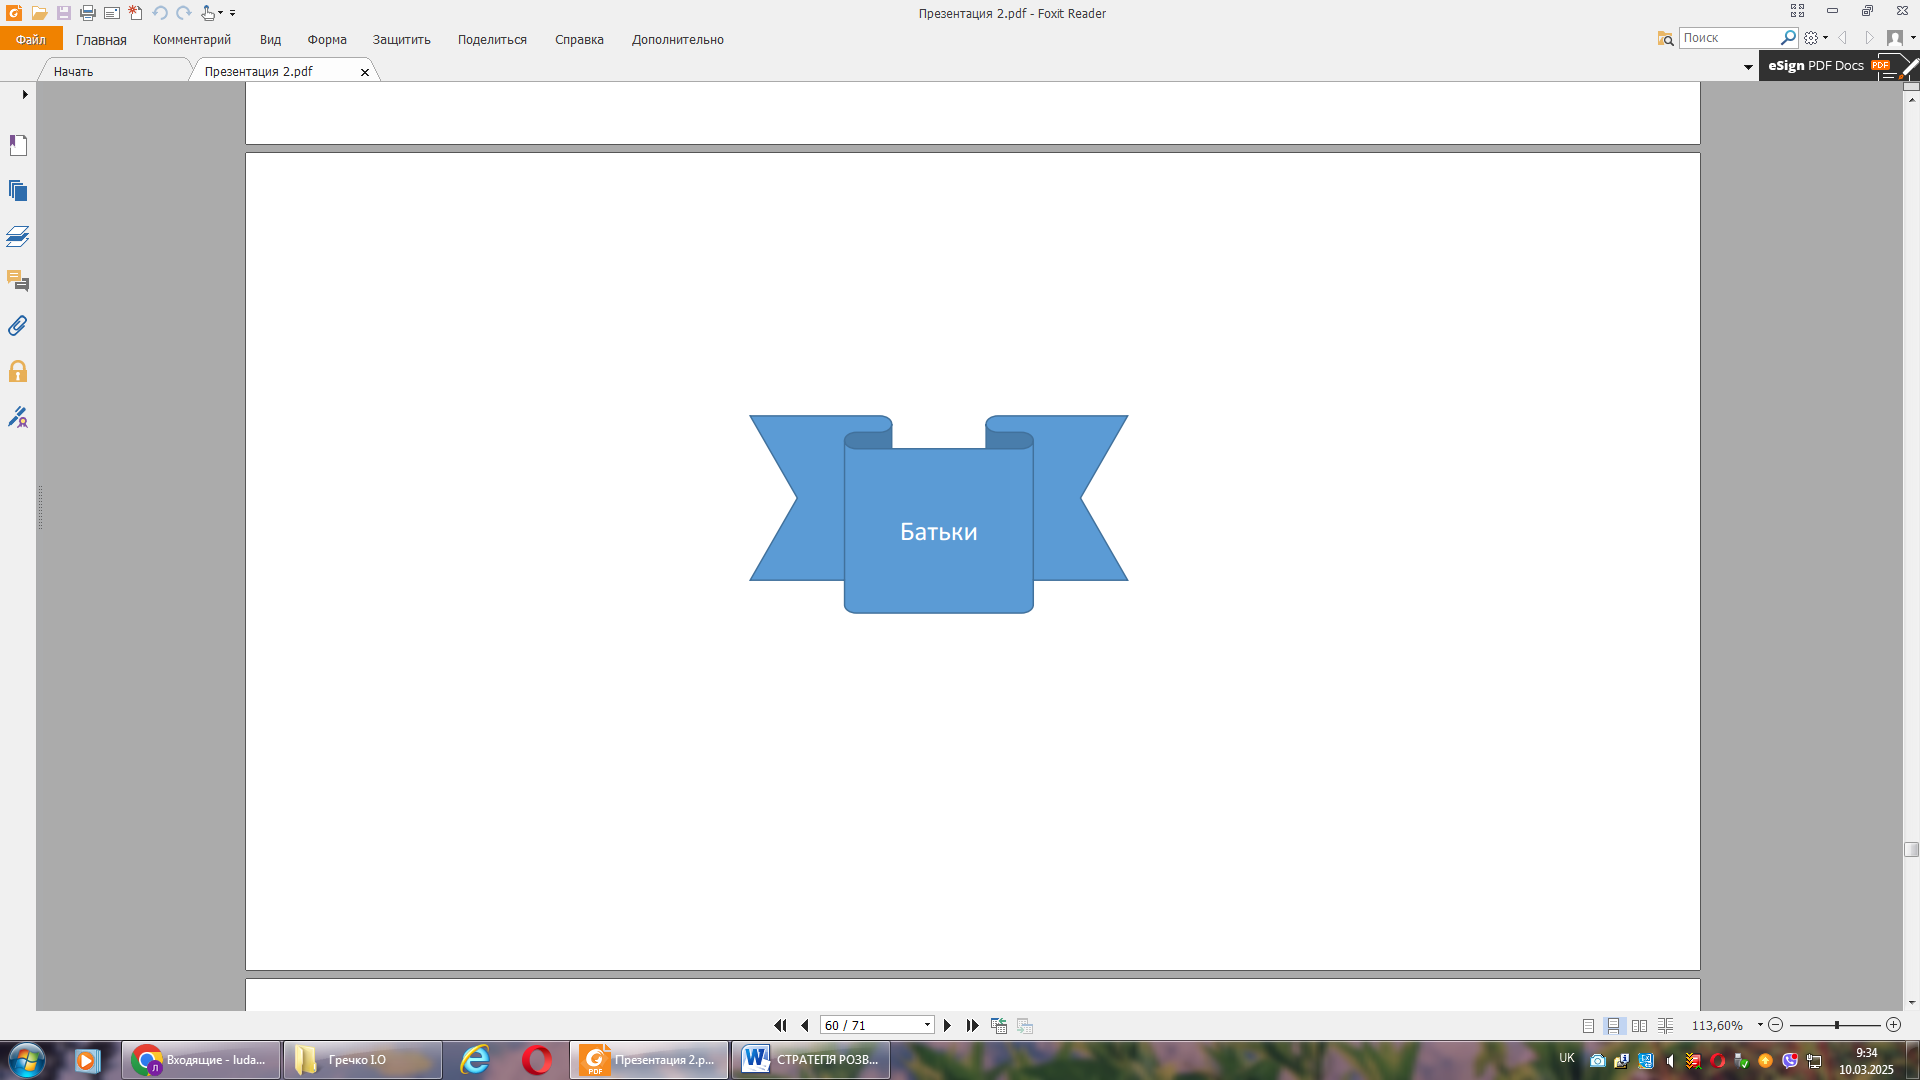 Презентация 2.pdf - Foxit Reader
Файл Главная Комментарий Вид Форма Защитить Поделиться Справка Дополнительно Поиск
Начать Презентация 2.pdf eSign PDF Docs PDF
Батьки
60 / 71 113,60%
Входящие - luda... Гречко І.О PDF Презентация 2.p... СТРАТЕГІЯ РОЗВ... UK 9:34
10.03.2025